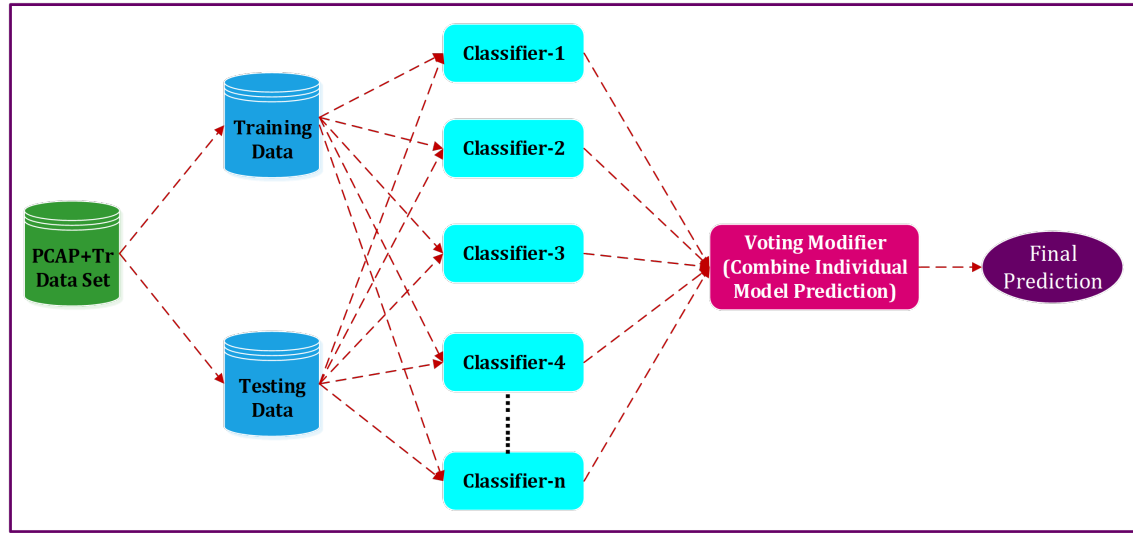 PCAP+Tr
Data Set
Training
Data
Testing
Data
Classifier-1
Classifier-2
Classifier-3
Classifier-4
Classifier-n
Voting Modifier
(Combine Individual
Model Prediction)
Final
Prediction